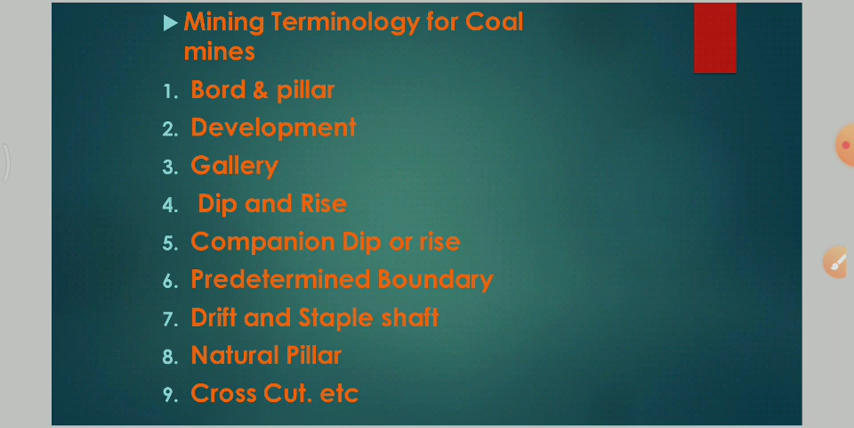 Mining Terminology for Coal
mines
1. Bord & pillar
2. Development
3. Gallery
4. Dip and Rise
5. Companion Dip or rise
6. Predetermined Boundary
7. Drift and Staple shaft
8. Natural Pillar
9. Cross Cut. etc